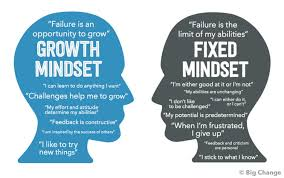 "Failure is an
opportunity to grow"
GROWTH
MINDSET
"I can learn to do anything I want"
"Challenges help me to grow"
"My effort and attitude
determine my abilities"
"Feedback is constructive"
"I am inspired by the success of others"
"I like to try
new things"
"Failure is the
limit of my abilities"
FIXED
MINDSET
"I'm either good at it or I'm not"
"My abilities are unchanging"
"I don't like
to be challenged"
"I can either do it,
or I can't"
"My potential is predetermined"
"When I'm frustrated,
I give up"
"Feedback and criticism
are personal"
"I stick to what I know"
© Big Change